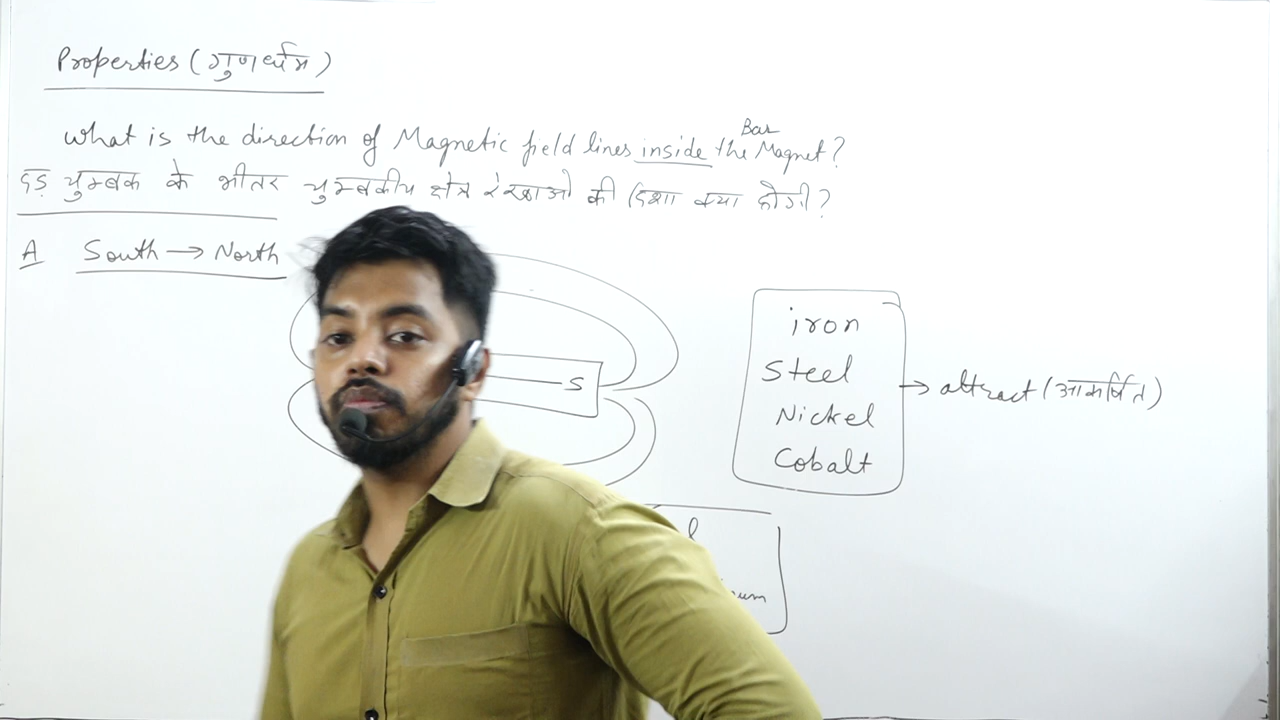 Properties (गुणधर्म)
Bar
What is the direction of Magnetic field lines inside the Magnet?
दड़ चुम्बक के भीतर चुम्बकीय क्षेत्र रेखाओ की दिशा क्या होगी?
A South → North
S
iron
Steel
Nickel
Cobalt
→ attract (आकर्षित)